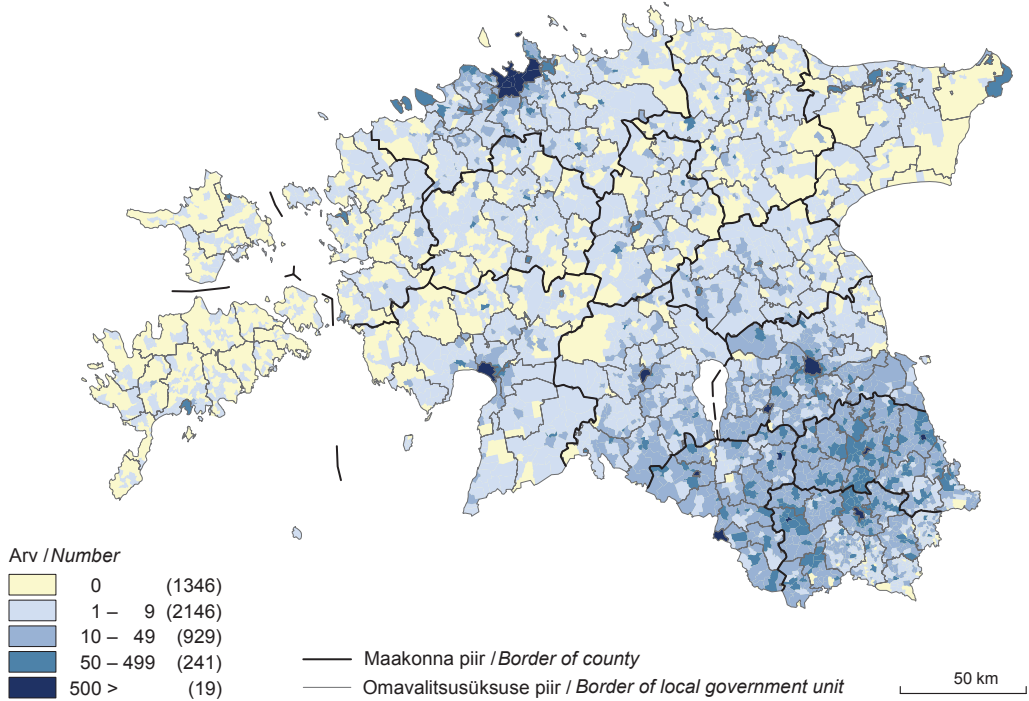 Arv / Number
0 (1346)
1 – 9 (2146)
10 – 49 (929)
50 – 499 (241)
500 > (19)
Maakonna piir / Border of county
Omavalitsusüksuse piir / Border of local government unit
50 km